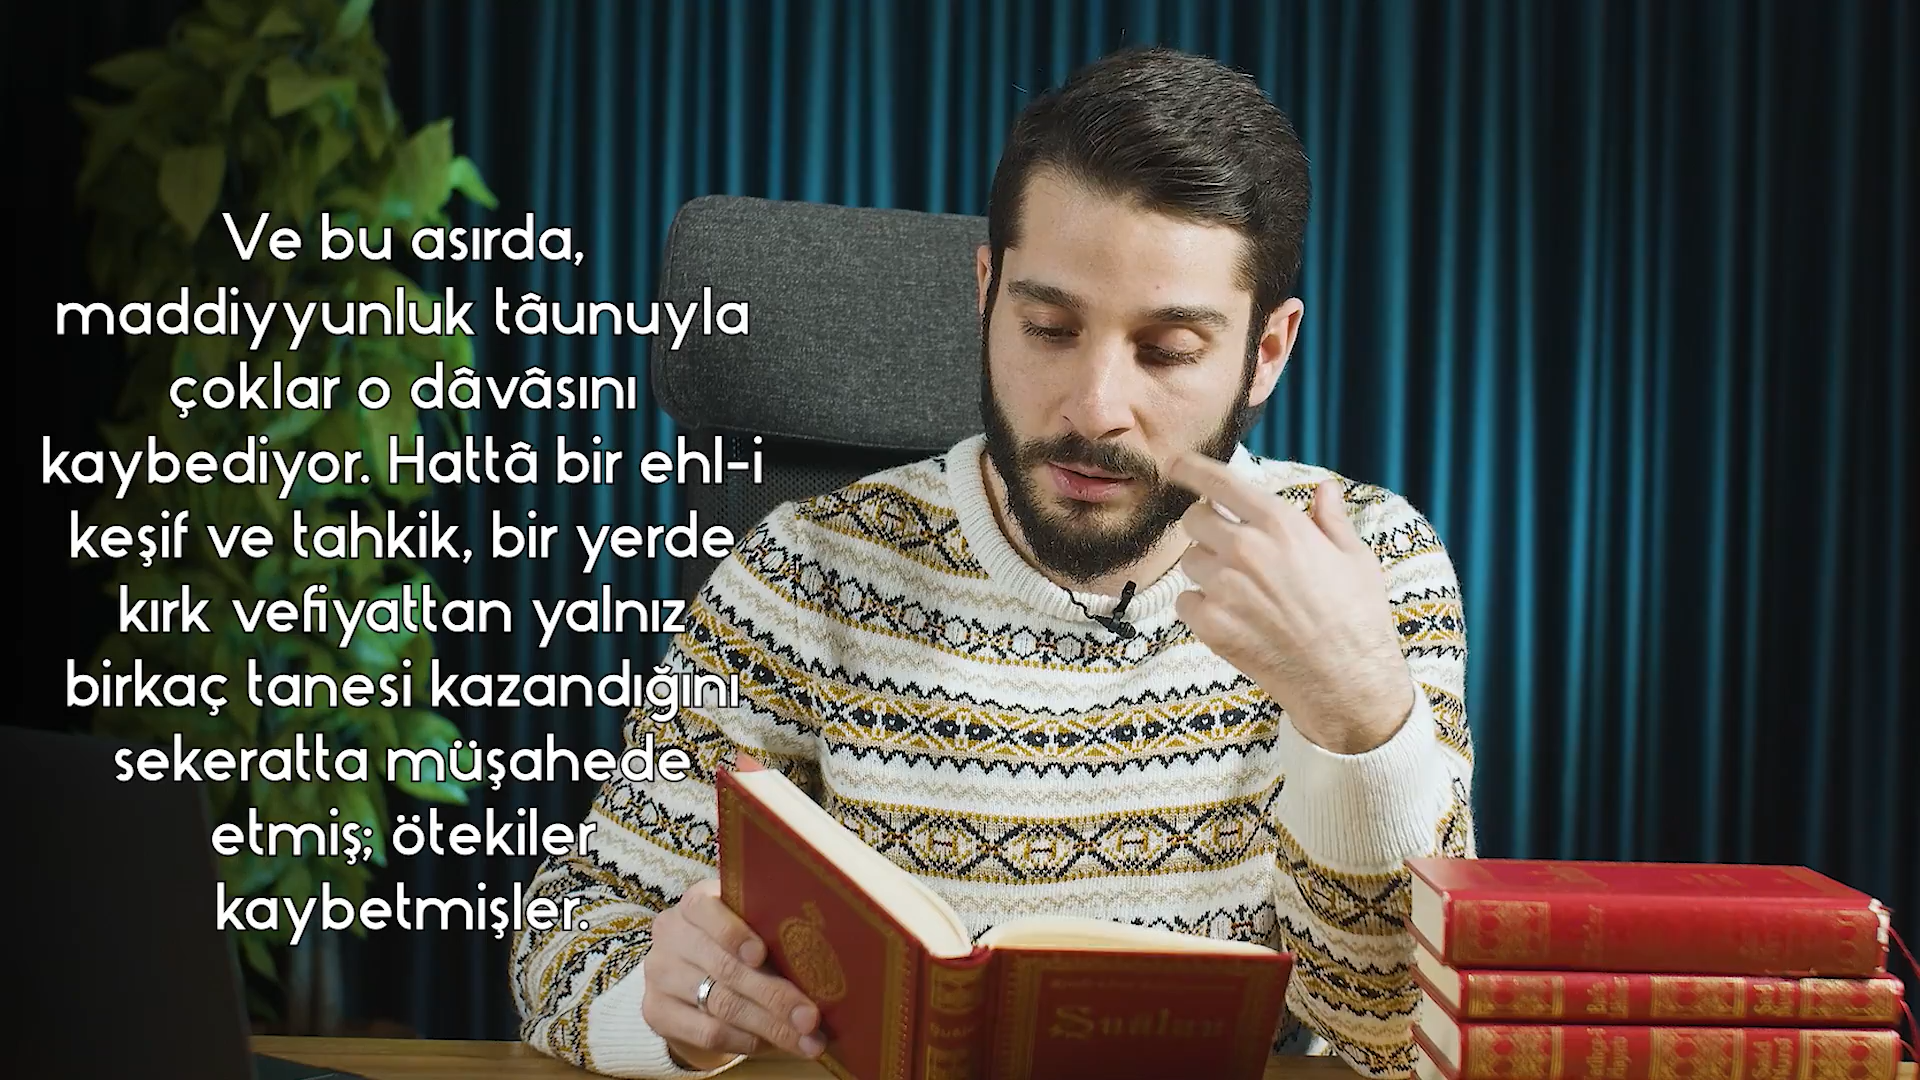 Ve bu asırda,
maddiyyunluk tâunuyla
çoklar o dâvâsını
kaybediyor. Hattâ bir ehl-i
keşif ve tahkik, bir yerde
kırk vefiyattan yalnız
birkaç tanesi kazandığını
sekeratta müşahede
etmiş; ötekiler
kaybetmişler.
Şuâlar